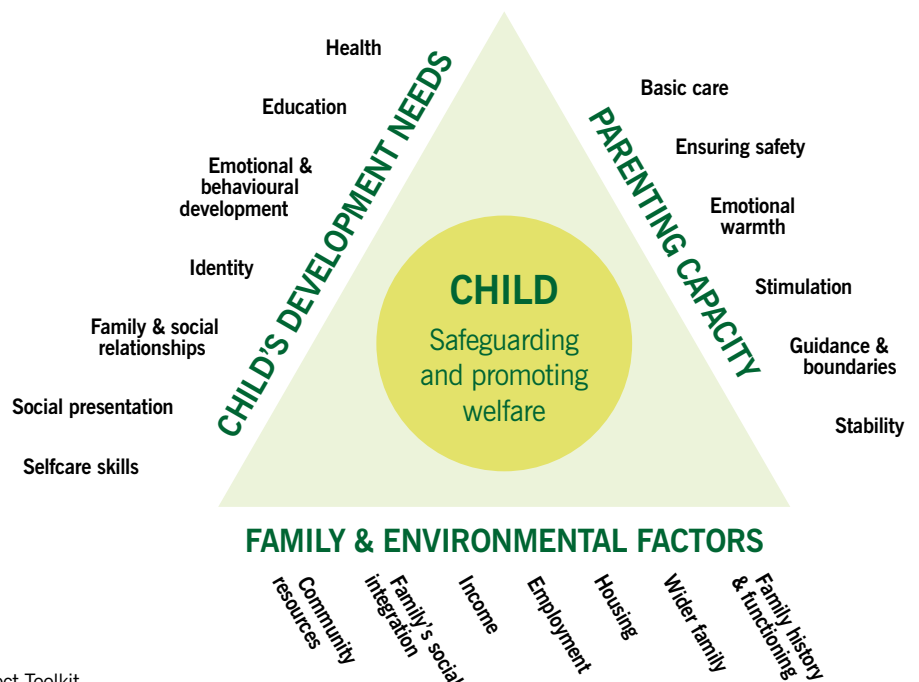 Health
Education
Emotional &
behavioural
development
Identity
Family & social
relationships
Social presentation
Selfcare skills
CHILD'S DEVELOPMENT NEEDS
CHILD
Safeguarding
and promoting
welfare
PARENTING CAPACITY
Basic care
Ensuring safety
Emotional
warmth
Stimulation
Guidance &
boundaries
Stability
FAMILY & ENVIRONMENTAL FACTORS
Community
resources
Family's social
integration
Income
Employment
Housing
Wider family
Family history
& functioning
Toolkit